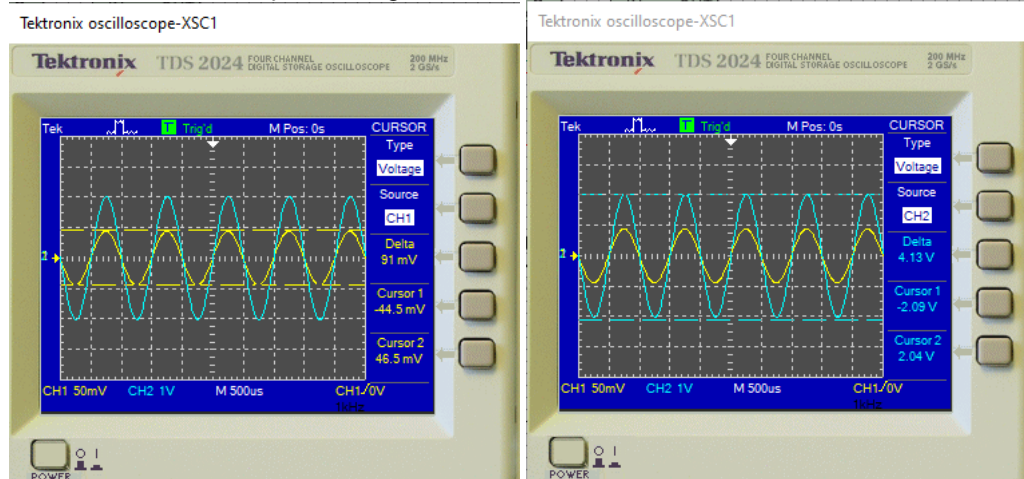 Tektronix oscilloscope-XSC1
Tektronix TDS 2024 FOUR CHANNEL DIGITAL STORAGE OSCILLOSCOPE 200 MHz 2 GS/s
Tek T Trig'd M Pos: 0s CURSOR
Type
Voltage
Source
CH1
Delta
91 mV
1
Cursor 1
-44.5 mV
Cursor 2
46.5 mV
CH1 50mV CH2 1V M 500us CH1/0V
1kHz
POWER
Tektronix oscilloscope-XSC1
Tektronix TDS 2024 FOUR CHANNEL DIGITAL STORAGE OSCILLOSCOPE 200 MHz 2 GS/s
Tek T Trig'd M Pos: 0s CURSOR
Type
Voltage
Source
CH2
Delta
4.13 V
Cursor 1
-2.09 V
Cursor 2
2.04 V
CH1 50mV CH2 1V M 500us CH1/0V
1kHz
POWER